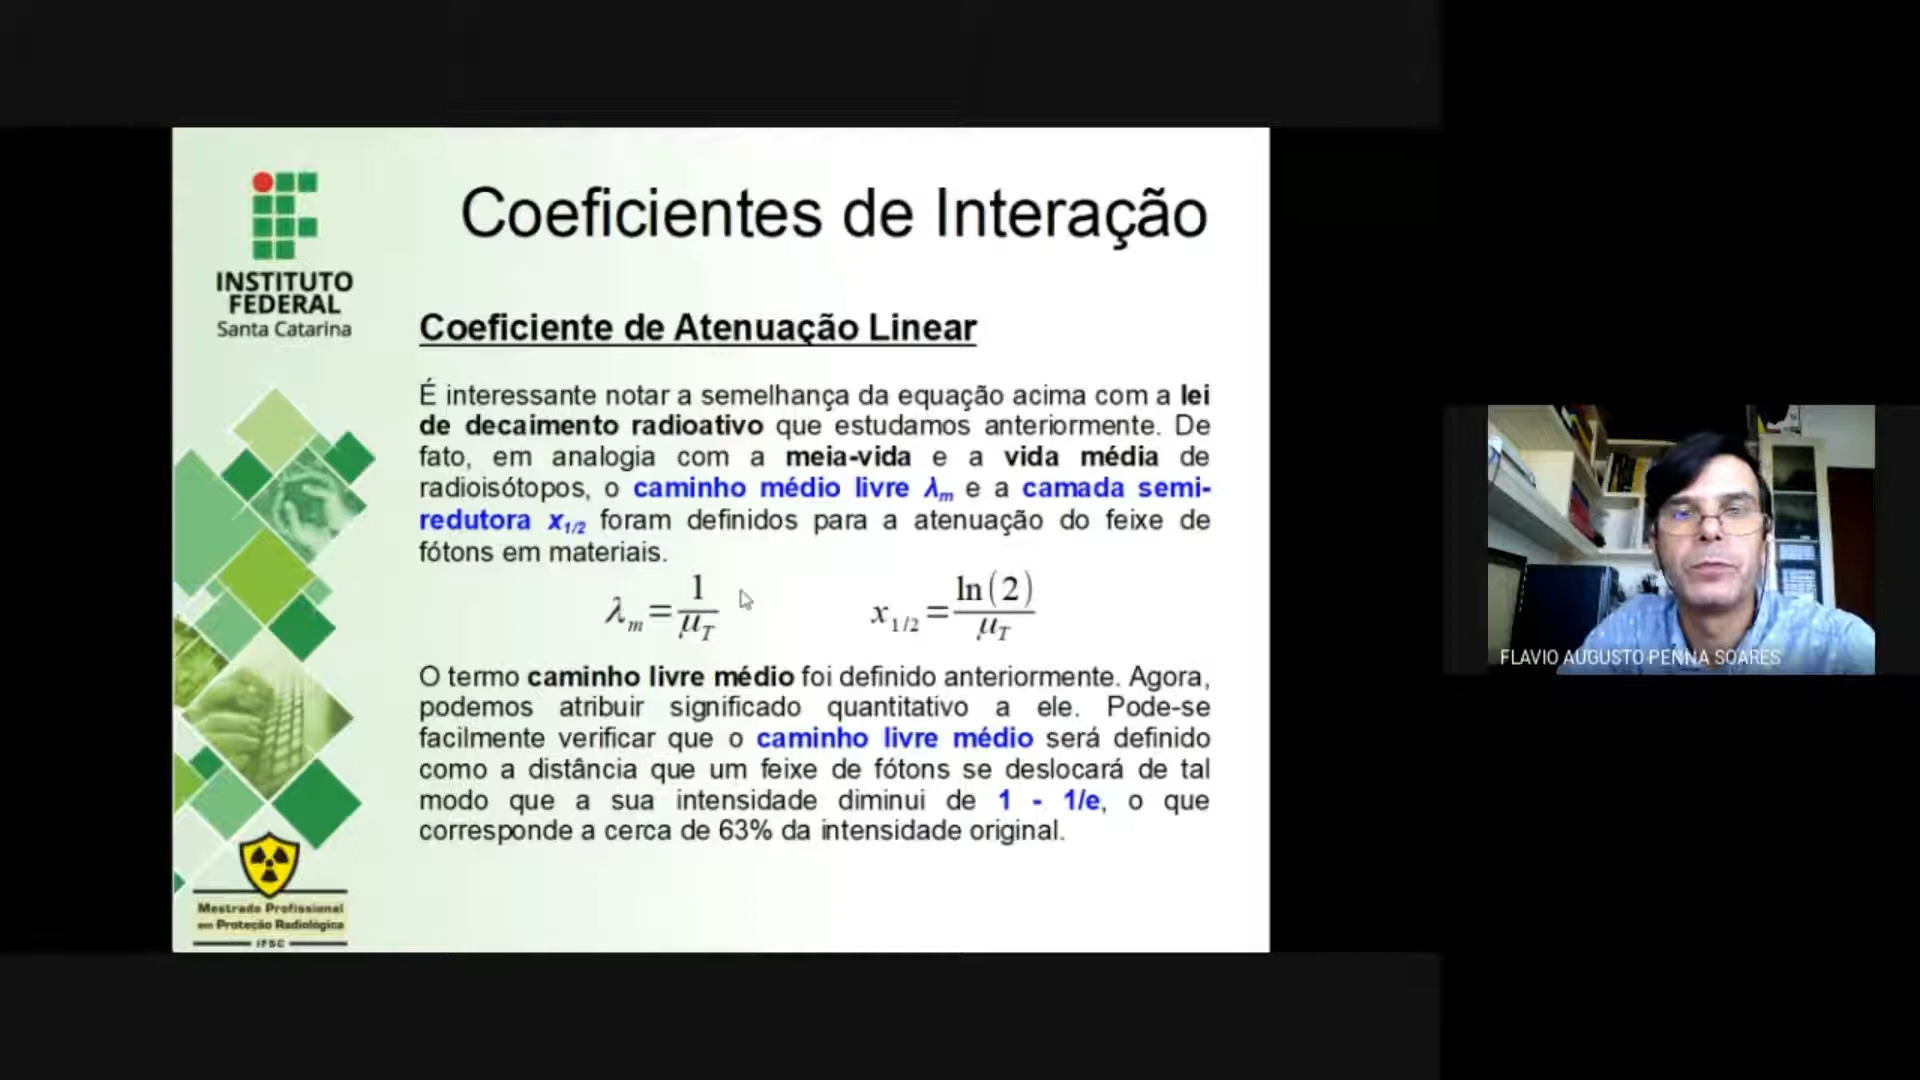 INSTITUTO
FEDERAL
Santa Catarina
Coeficientes de Interação
Coeficiente de Atenuação Linear
É interessante notar a semelhança da equação acima com a lei
de decaimento radioativo que estudamos anteriormente. De
fato, em analogia com a meia-vida e a vida média de
radioisótopos, o caminho médio livre λm e a camada semi-
redutora x1/2 foram definidos para a atenuação do feixe de
fótons em materiais.
λm = 1/μT
x1/2 = ln(2)/μT
O termo caminho livre médio foi definido anteriormente. Agora,
podemos atribuir significado quantitativo a ele. Pode-se
facilmente verificar que o caminho livre médio será definido
como a distância que um feixe de fótons se deslocará de tal
modo que a sua intensidade diminui de 1 - 1/e, o que
corresponde a cerca de 63% da intensidade original.
Mestrado Profissional
em Proteção Radiológica
IFSC
FLAVIO AUGUSTO PENNA SOARES